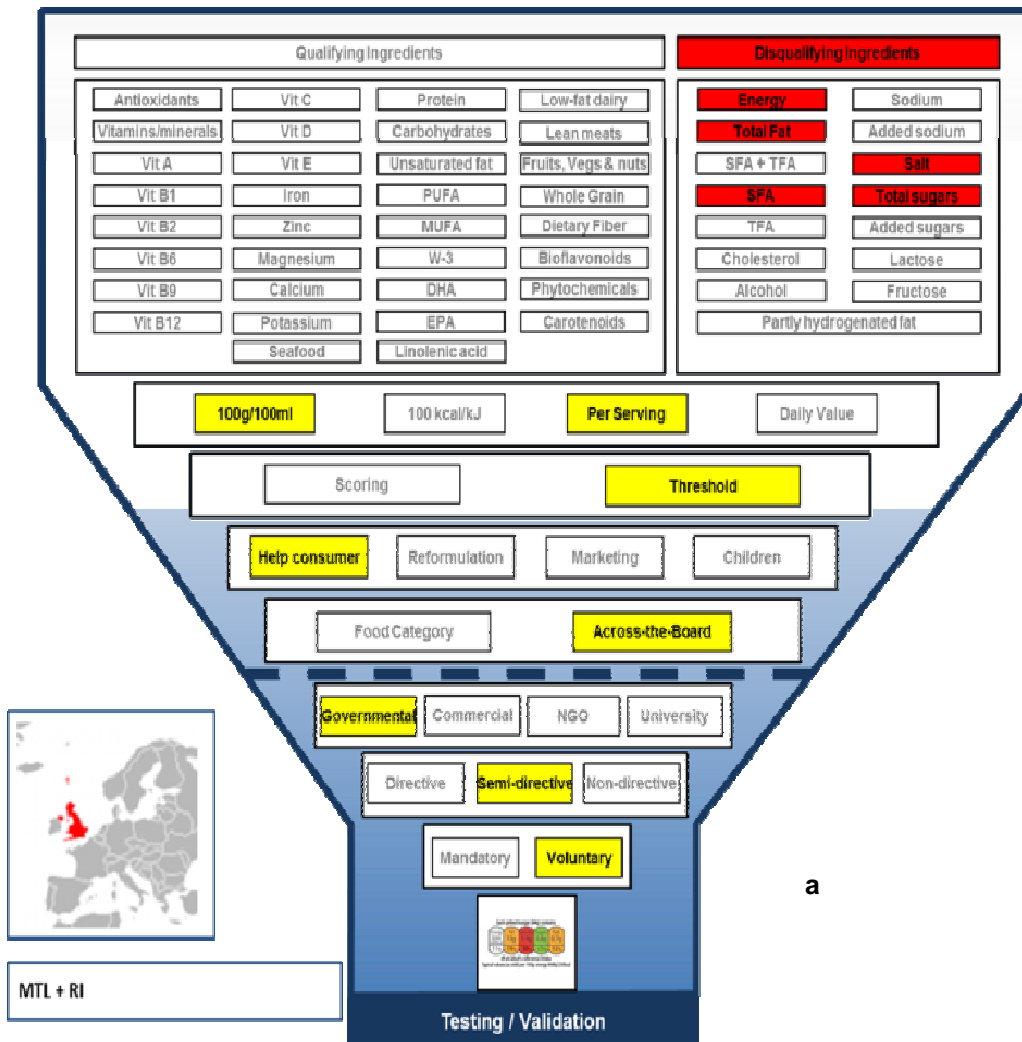 Qualifying Ingredients
Disqualifying Ingredients
Antioxidants Vit C Protein Low-fat dairy Energy Sodium
Vitamins/minerals Vit D Carbohydrates Lean meats Total Fat Added sodium
Vit A Vit E Unsaturated fat Fruits, Vegs & nuts SFA + TFA Salt
Vit B1 Iron PUFA Whole Grain SFA Total sugars
Vit B2 Zinc MUFA Dietary Fiber TFA Added sugars
Vit B6 Magnesium W-3 Bioflavonoids Cholesterol Lactose
Vit B9 Calcium DHA Phytochemicals Alcohol Fructose
Vit B12 Potassium EPA Carotenoids Partly hydrogenated fat
Seafood Linolenic acid
100g/100ml 100 kcal/kJ Per Serving Daily Value
Scoring Threshold
Help consumer Reformulation Marketing Children
Food Category Across-the-Board
Governmental Commercial NGO University
Directive Semi-directive Non-directive
Mandatory Voluntary
a
MTL + RI
Testing / Validation